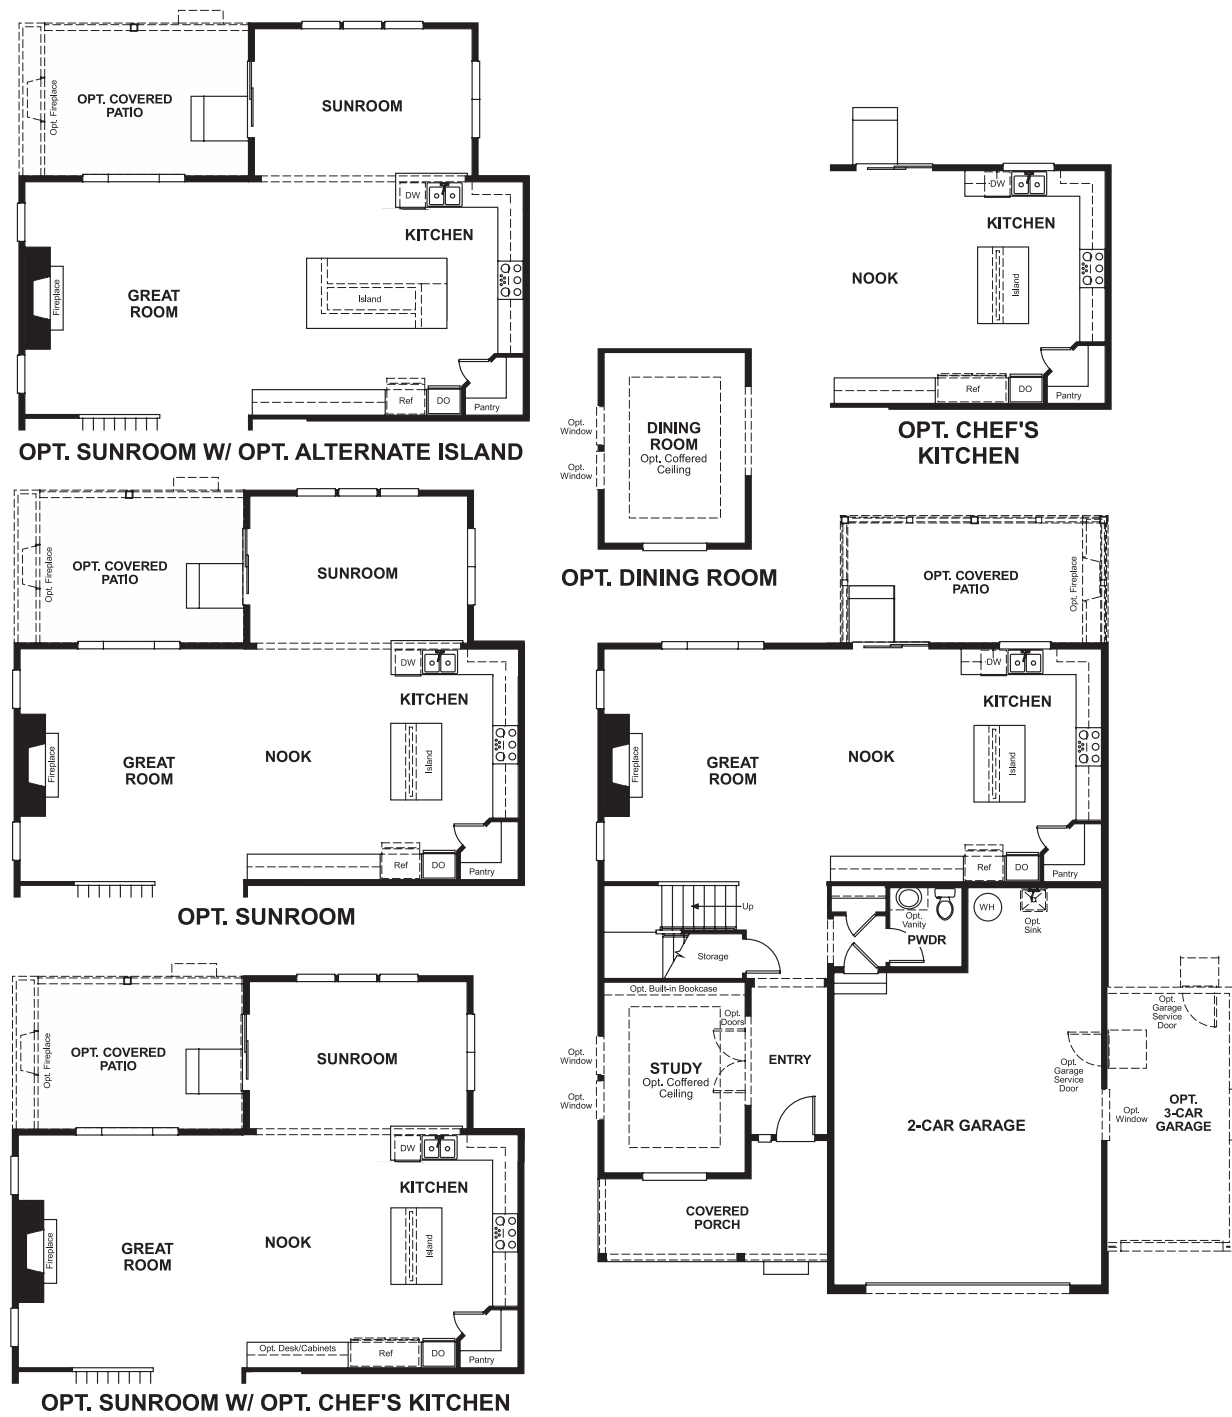 OPT. COVERED
PATIO
Opt. Fireplace
SUNROOM
DW
KITCHEN
GREAT
ROOM
Fireplace
Island
Ref
DO
Pantry
OPT. SUNROOM W/ OPT. ALTERNATE ISLAND
DW
KITCHEN
NOOK
Island
Ref
DO
Pantry
OPT. CHEF'S
KITCHEN
Opt.
Window
Opt.
Window
DINING
ROOM
Opt. Coffered
Ceiling
OPT. DINING ROOM
OPT. COVERED
PATIO
Opt. Fireplace
SUNROOM
DW
KITCHEN
GREAT
ROOM
NOOK
Fireplace
Island
Ref
DO
Pantry
OPT. SUNROOM
OPT. COVERED
PATIO
Opt. Fireplace
SUNROOM
DW
KITCHEN
GREAT
ROOM
NOOK
Fireplace
Island
Opt. Desk/Cabinets
Ref
DO
Pantry
OPT. SUNROOM W/ OPT. CHEF'S KITCHEN
OPT. COVERED
PATIO
Opt. Fireplace
DW
KITCHEN
GREAT
ROOM
NOOK
Fireplace
Island
Ref
DO
Pantry
Up
Storage
Opt.
Vanity
PWDR
WH
Opt.
Sink
Opt. Built-in Bookcase
Opt.
Doors
Opt.
Window
Opt.
Window
STUDY
Opt. Coffered
Ceiling
ENTRY
2-CAR GARAGE
Opt.
Garage
Service
Door
Opt.
Garage
Service
Door
Opt.
Window
OPT.
3-CAR
GARAGE
COVERED
PORCH